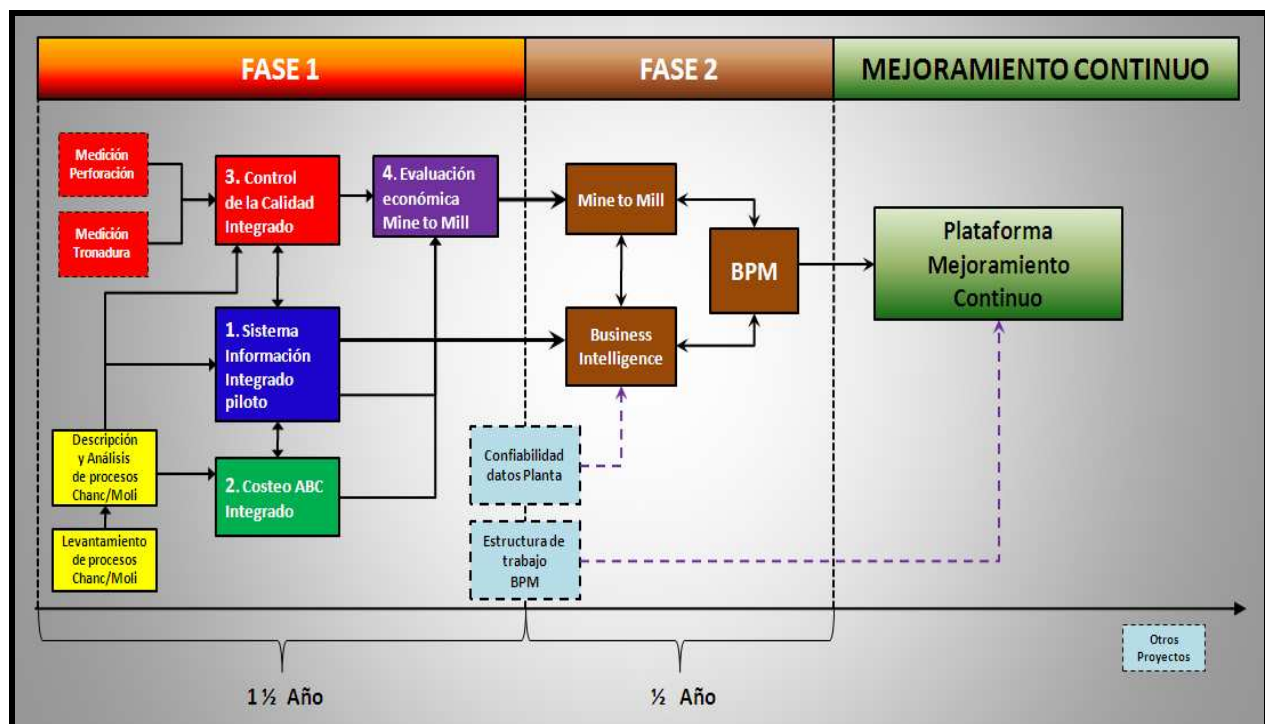 FASE 1
FASE 2
MEJORAMIENTO CONTINUO
Medición
Perforación
Medición
Tronadura
3. Control
de la Calidad
Integrado
4. Evaluación
económica
Mine to Mill
Mine to Mill
BPM
Plataforma
Mejoramiento
Continuo
1. Sistema
Información
Integrado
piloto
Business
Intelligence
Descripción
y Análisis
de procesos
Chanc/Moli
2. Costeo ABC
Integrado
Confiabilidad
datos Planta
Levantamiento
de procesos
Chanc/Moli
Estructura de
trabajo
BPM
Otros
Proyectos
1 ½ Año
½ Año